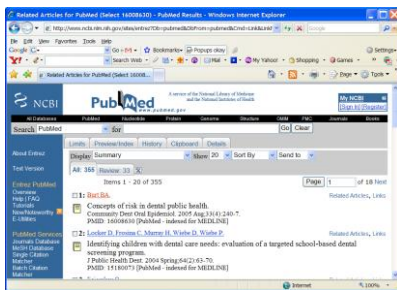 Related Articles for PubMed (Select 16008630) - PubMed Results - Windows Internet Explorer
File Edit View Favorites Tools Help
Google
Go
Bookmarks
Popups okay
Settings
Search Web
Mail
My Yahoo!
Shopping
Games
Related Articles for PubMed (Select 16008...
Page
Tools
NCBI
PubMed
www.pubmed.gov
A service of the National Library of Medicine
and the National Institutes of Health
My NCBI
[Sign In] [Register]
All Databases PubMed Nucleotide Protein Genome Structure OMIM PMC Journals Books
Search PubMed for Go Clear
Limits Preview/Index History Clipboard Details
Display Summary Show 20 Sort By Send to
All: 355 Review: 33
Items 1 - 20 of 355
Page 1 of 18 Next
About Entrez
Text Version
Entrez PubMed
Overview
Help | FAQ
Tutorials
New/Noteworthy
E-Utilities
PubMed Services
Journals Database
MeSH Database
Single Citation
Matcher
Batch Citation
Matcher
1: Burt BA.
Related Articles, Links
Concepts of risk in dental public health.
Community Dent Oral Epidemiol. 2005 Aug;33(4):240-7.
PMID: 16008630 [PubMed - indexed for MEDLINE]
2: Locker D, Frosina C, Murray H, Wiebe D, Wiebe P.
Related Articles, Links
Identifying children with dental care needs: evaluation of a targeted school-based dental
screening program.
J Public Health Dent. 2004 Spring;64(2):63-70.
PMID: 15180073 [PubMed - indexed for MEDLINE]
Internet
100%